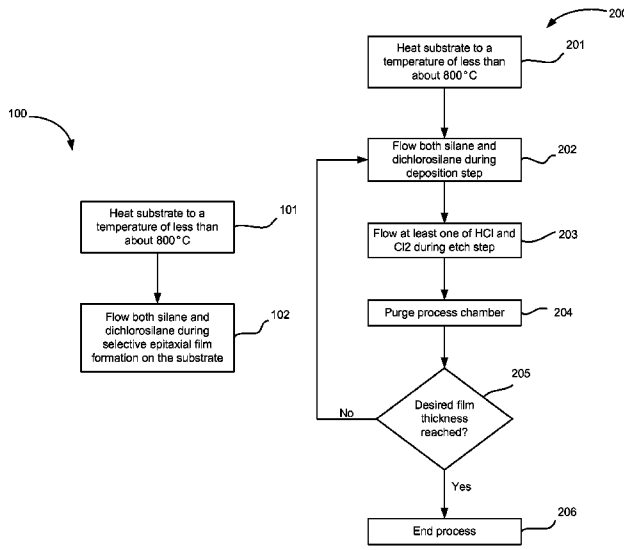 100
Heat substrate to a
temperature of less than
about 800°C
101
Flow both silane and
dichlorosilane during
selective epitaxial film
formation on the substrate
102
200
Heat substrate to a
temperature of less than
about 800°C
201
Flow both silane and
dichlorosilane during
deposition step
202
Flow at least one of HCl and
Cl2 during etch step
203
Purge process chamber
204
205
Desired film
thickness
reached?
No
Yes
206
End process